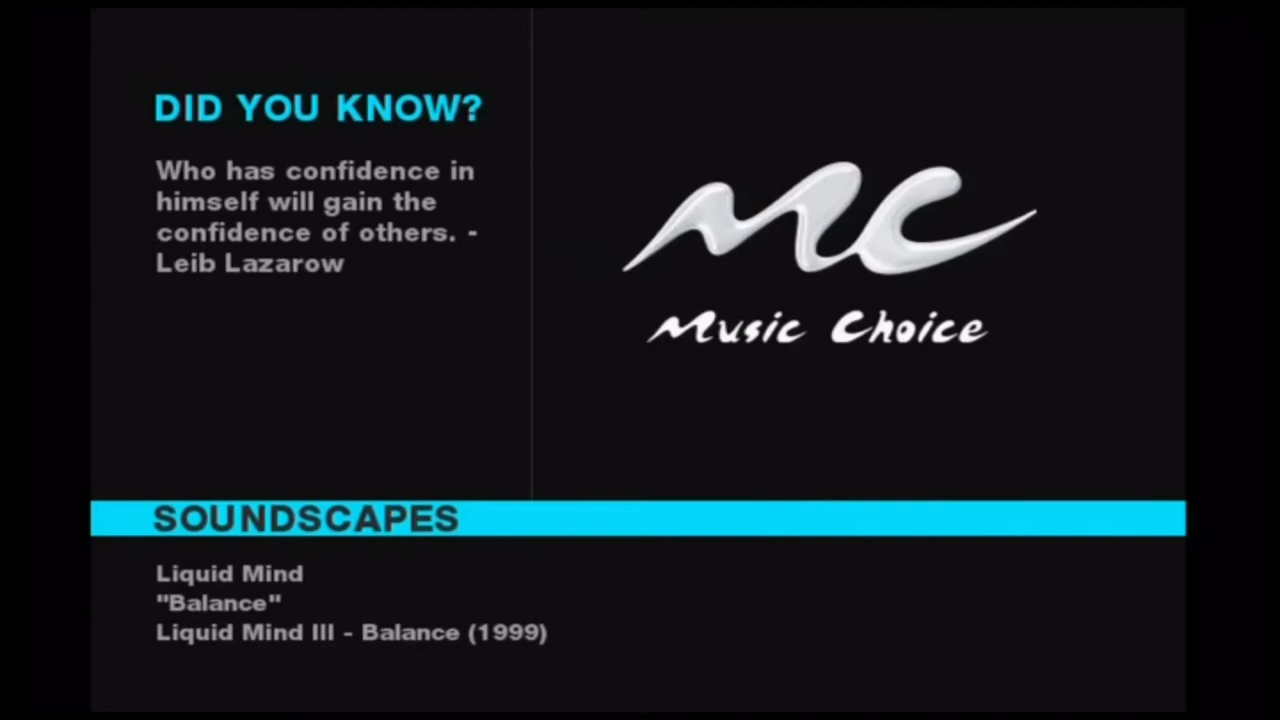 DID YOU KNOW?
Who has confidence in
himself will gain the
confidence of others. -
Leib Lazarow
MC
Music Choice
SOUNDSCAPES
Liquid Mind
"Balance"
Liquid Mind III - Balance (1999)